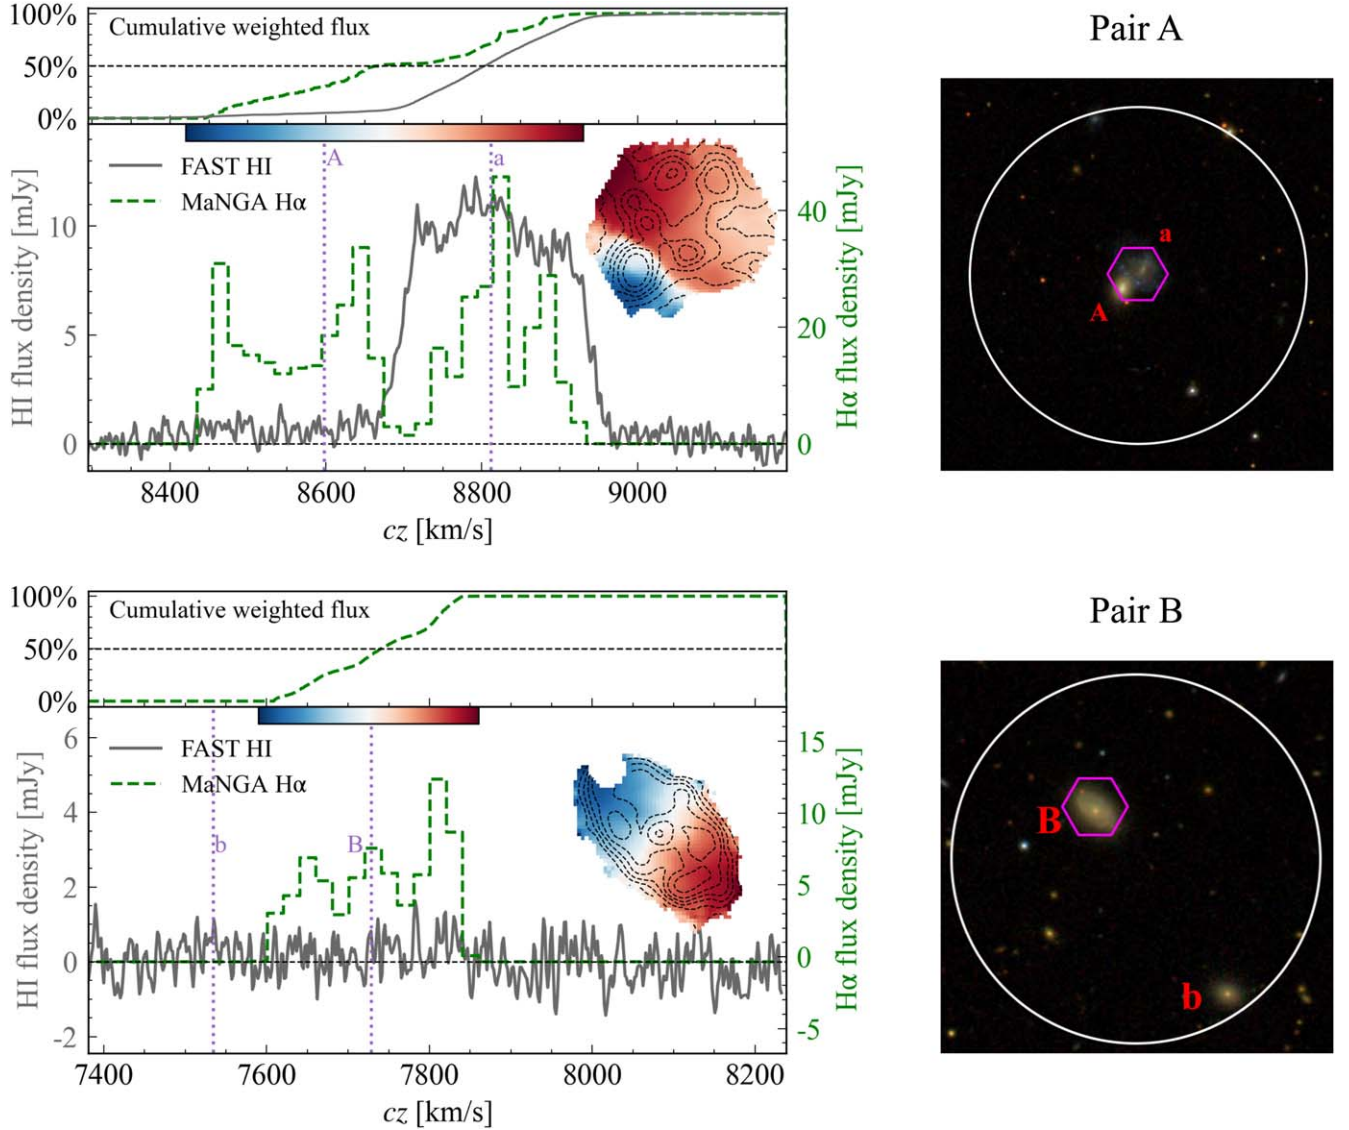 100%
Cumulative weighted flux
50%
0%
A
a
FAST HI
MaNGA Hα
10
5
0
HI flux density [mJy]
40
20
0
Hα flux density [mJy]
8400
8600
8800
9000
cz [km/s]
Pair A
a
A
100%
Cumulative weighted flux
50%
0%
6
4
2
0
-2
HI flux density [mJy]
FAST HI
MaNGA Hα
b
B
15
10
5
0
-5
Hα flux density [mJy]
7400
7600
7800
8000
8200
cz [km/s]
Pair B
B
b